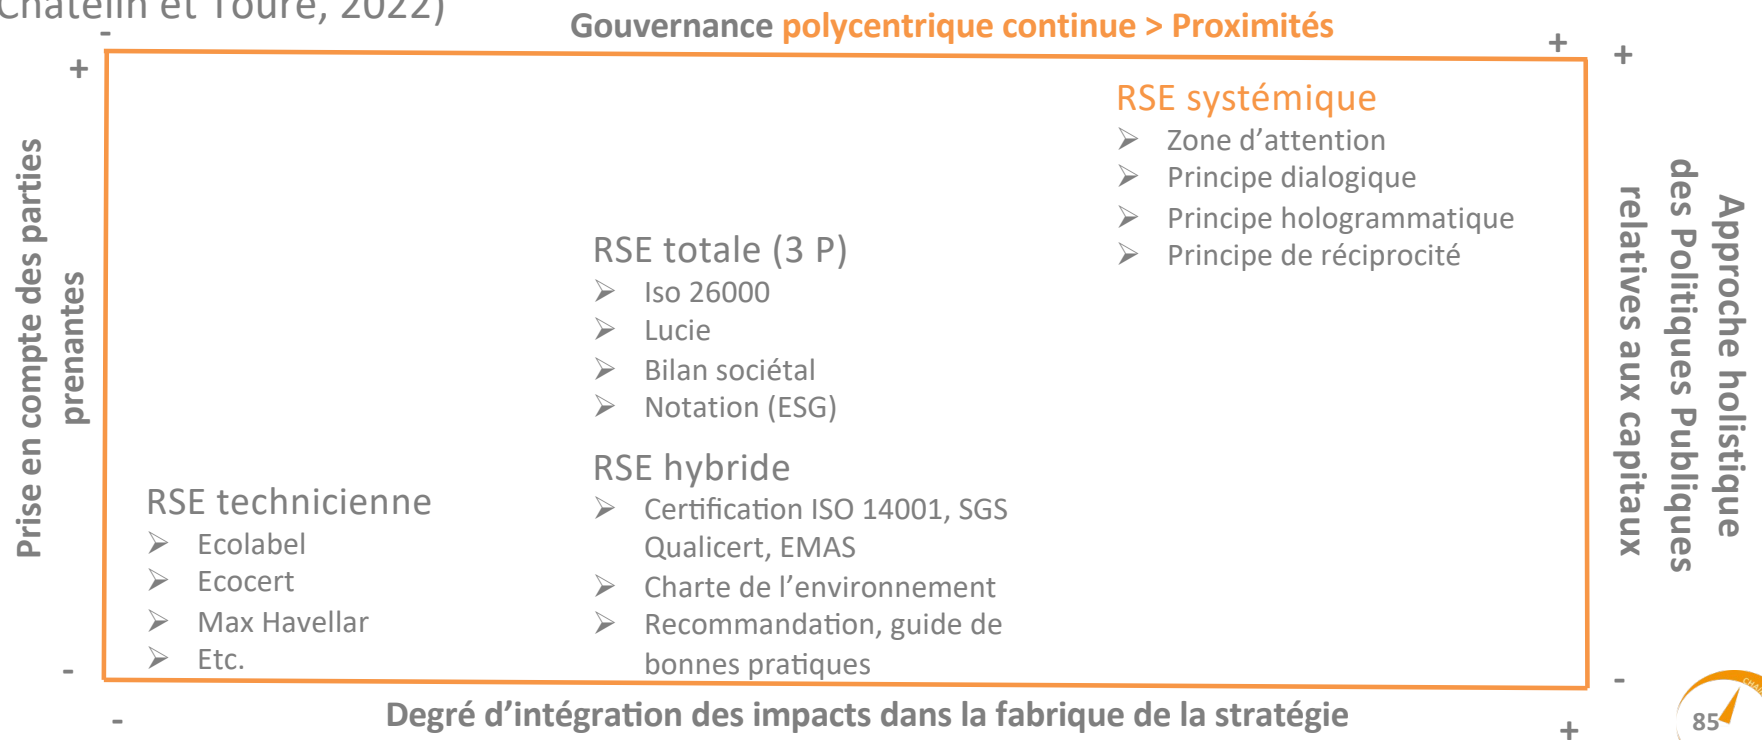 Chatelin et Touré, 2022)
Gouvernance polycentrique continue > Proximités
-
+
+
+
RSE systémique
➢ Zone d’attention
➢ Principe dialogique
➢ Principe hologrammatique
➢ Principe de réciprocité
Prise en compte des parties
prenantes
RSE totale (3 P)
➢ Iso 26000
➢ Lucie
➢ Bilan sociétal
➢ Notation (ESG)
Approche holistique
des Politiques Publiques
relatives aux capitaux
RSE technicienne
➢ Ecolabel
➢ Ecocert
➢ Max Havellar
➢ Etc.
RSE hybride
➢ Certification ISO 14001, SGS
Qualicert, EMAS
➢ Charte de l’environnement
➢ Recommandation, guide de
bonnes pratiques
-
-
-
Degré d’intégration des impacts dans la fabrique de la stratégie
+
85